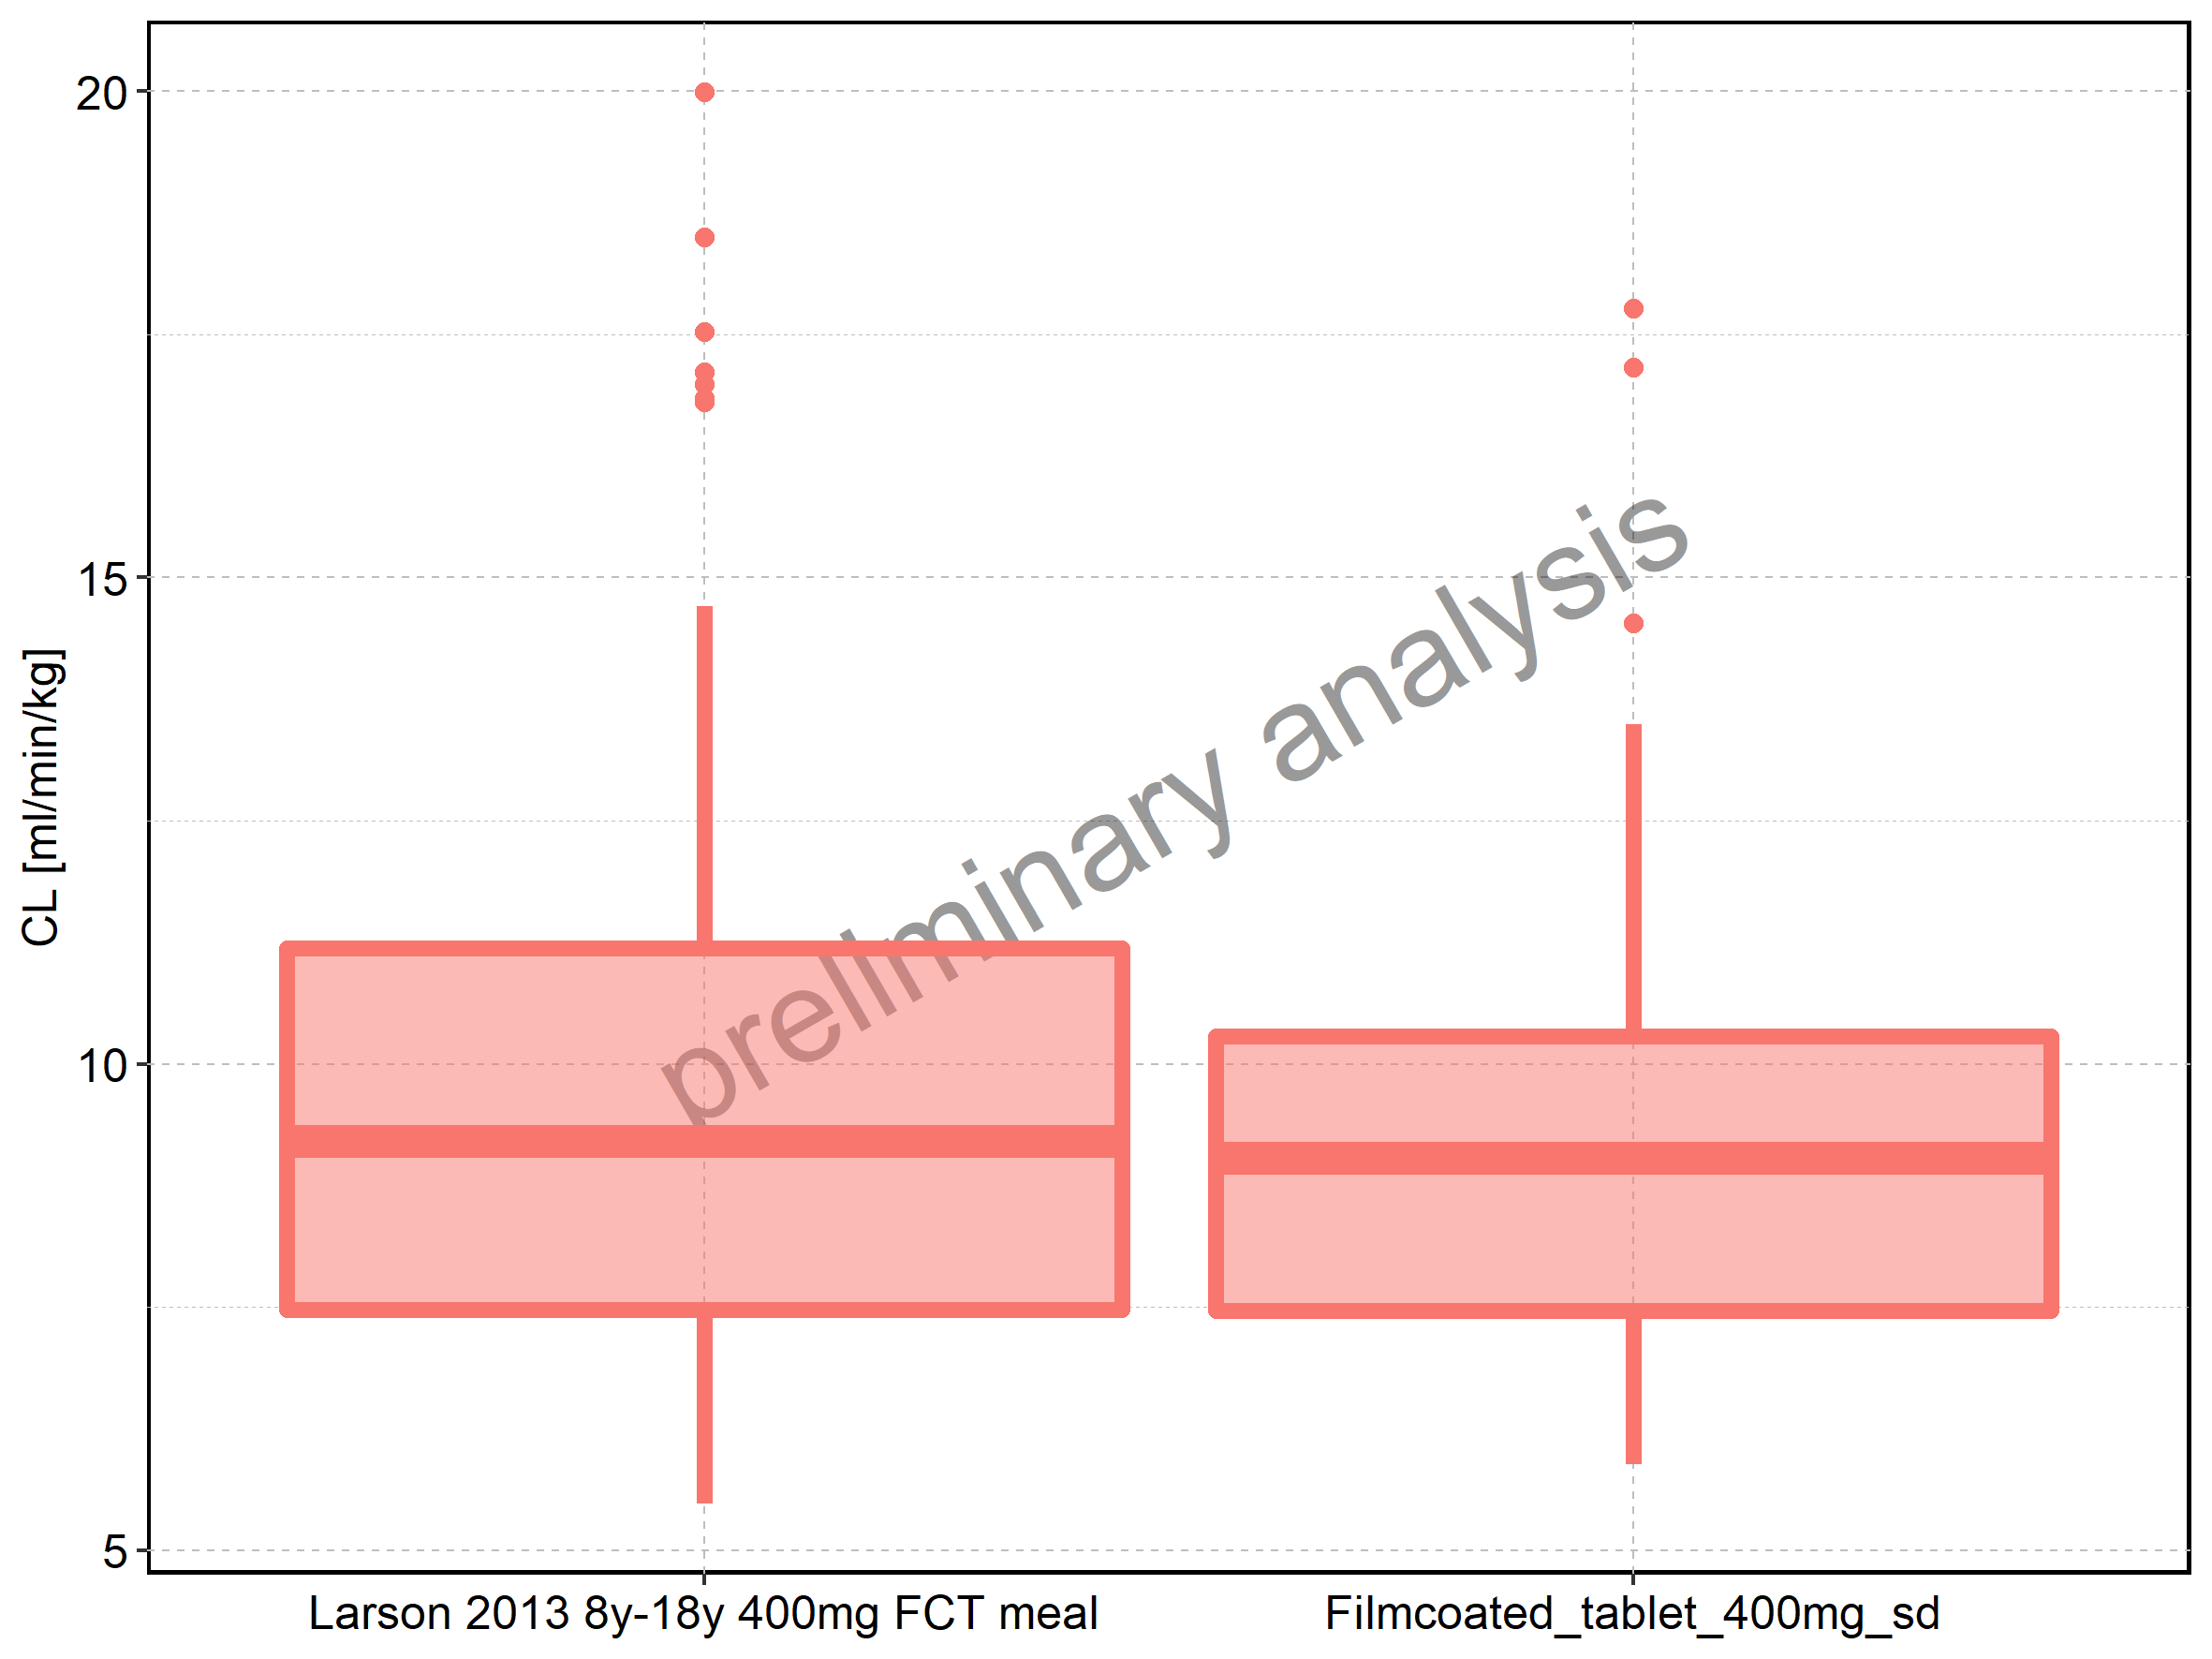 20
15
10
5
CL [ml/min/kg]
preliminary analysis
Larson 2013 8y-18y 400mg FCT meal
Filmcoated_tablet_400mg_sd